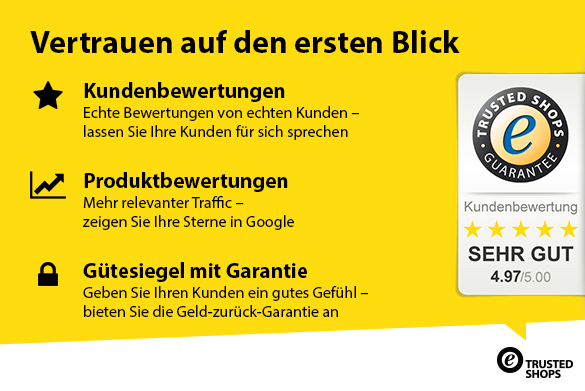 Vertrauen auf den ersten Blick
Kundenbewertungen
Echte Bewertungen von echten Kunden –
lassen Sie Ihre Kunden für sich sprechen
Produktbewertungen
Mehr relevanter Traffic –
zeigen Sie Ihre Sterne in Google
Gütesiegel mit Garantie
Geben Sie Ihren Kunden ein gutes Gefühl –
bieten Sie die Geld-zurück-Garantie an
TRUSTED SHOPS
e
GUARANTEE
Kundenbewertung
SEHR GUT
4.97/5.00
e
TRUSTED
SHOPS